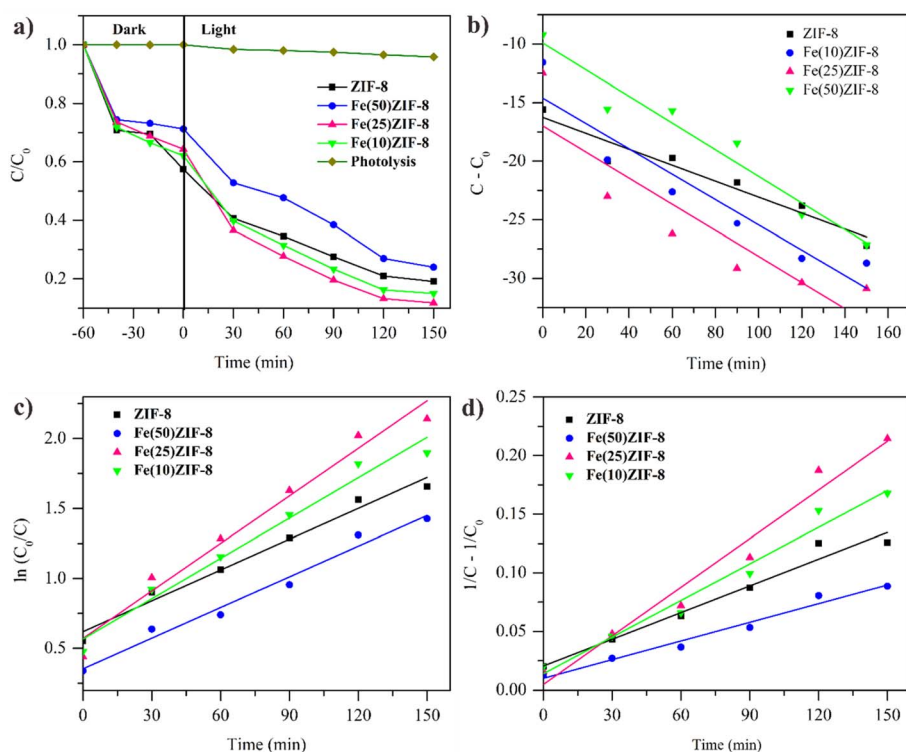 a)
Dark
Light
1.0
0.8
0.6
0.4
0.2
ZIF-8
Fe(50)ZIF-8
Fe(25)ZIF-8
Fe(10)ZIF-8
Photolysis
C/C₀
-60
-30
0
30
60
90
120
150
Time (min)
b)
-10
-15
-20
-25
-30
ZIF-8
Fe(10)ZIF-8
Fe(25)ZIF-8
Fe(50)ZIF-8
C - C₀
0
20
40
60
80
100
120
140
160
Time (min)
c)
ZIF-8
Fe(50)ZIF-8
Fe(25)ZIF-8
Fe(10)ZIF-8
2.0
1.5
1.0
0.5
ln (C₀/C)
0
30
60
90
120
150
Time (min)
d)
0.25
0.20
0.15
0.10
0.05
0.00
ZIF-8
Fe(50)ZIF-8
Fe(25)ZIF-8
Fe(10)ZIF-8
1/C - 1/C₀
0
30
60
90
120
150
Time (min)